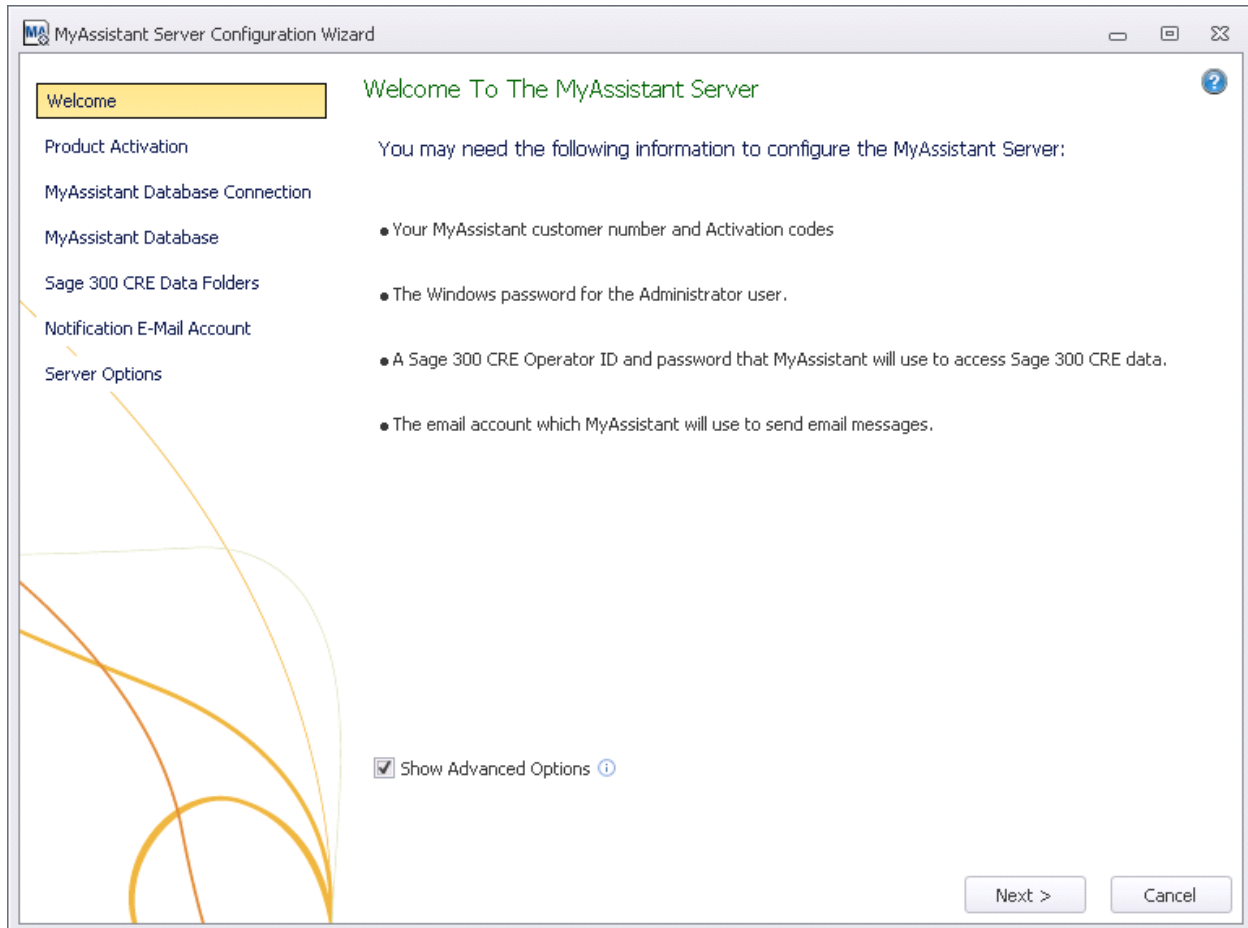 MA MyAssistant Server Configuration Wizard
Welcome
Product Activation
MyAssistant Database Connection
MyAssistant Database
Sage 300 CRE Data Folders
Notification E-Mail Account
Server Options
Welcome To The MyAssistant Server
?
You may need the following information to configure the MyAssistant Server:
● Your MyAssistant customer number and Activation codes
● The Windows password for the Administrator user.
● A Sage 300 CRE Operator ID and password that MyAssistant will use to access Sage 300 CRE data.
● The email account which MyAssistant will use to send email messages.
Show Advanced Options i
Next > Cancel